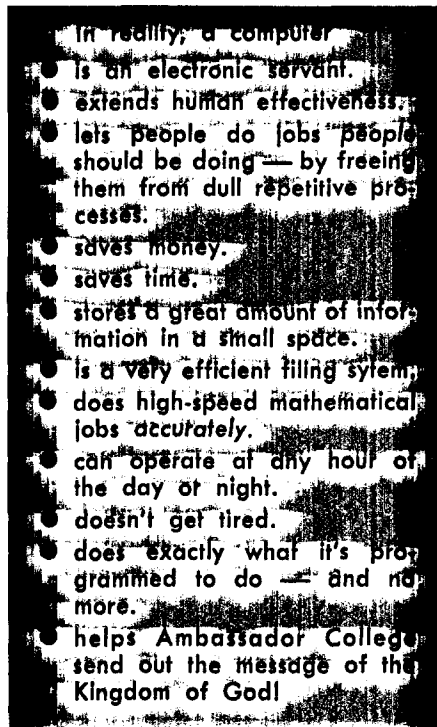 In reality, a computer
• is an electronic servant.
• extends human effectiveness.
• lets people do jobs people
should be doing — by freeing
them from dull repetitive pro-
cesses.
• saves money.
• saves time.
• stores a great amount of infor-
mation in a small space.
• is a very efficient filing sytem.
• does high-speed mathematical
jobs accurately.
• can operate at any hour of
the day or night.
• doesn't get tired.
• does exactly what it's pro-
grammed to do — and no
more.
• helps Ambassador College
send out the message of the
Kingdom of God!